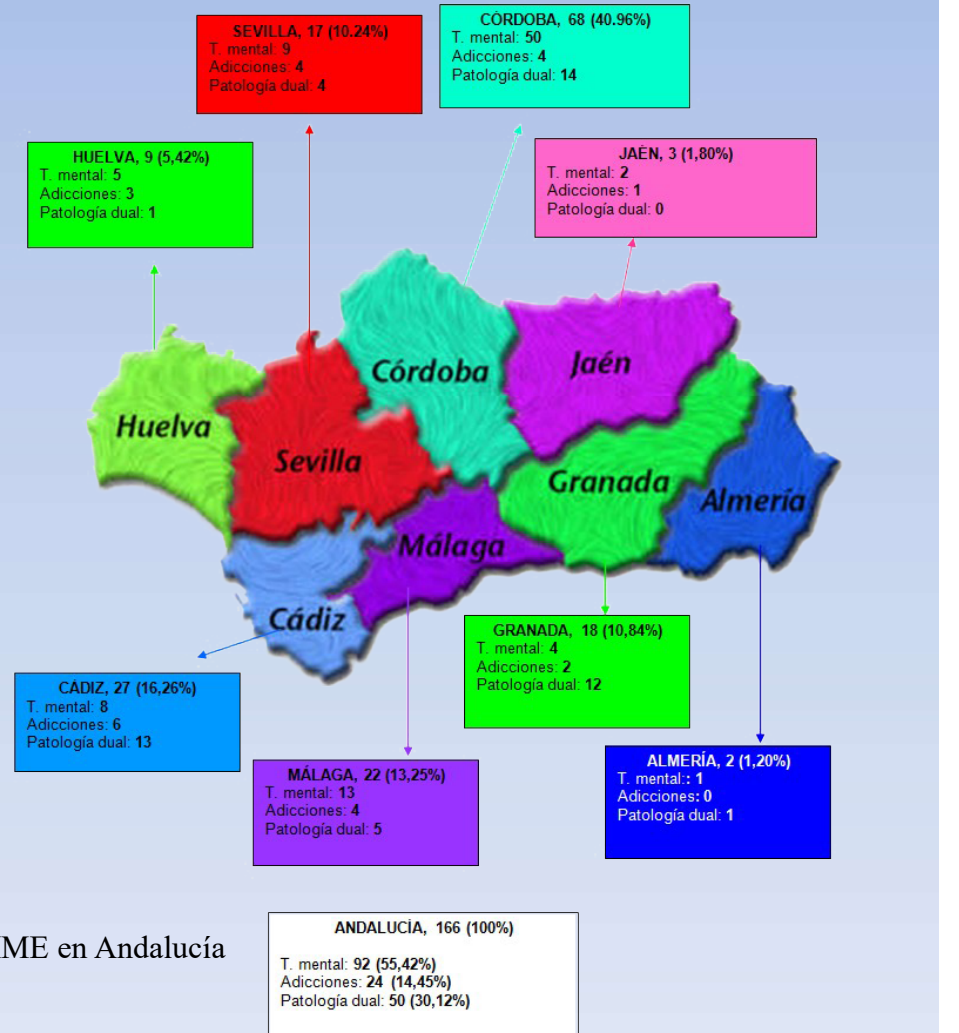 SEVILLA, 17 (10.24%)
T. mental: 9
Adicciones: 4
Patología dual: 4
CÓRDOBA, 68 (40.96%)
T. mental: 50
Adicciones: 4
Patología dual: 14
HUELVA, 9 (5,42%)
T. mental: 5
Adicciones: 3
Patología dual: 1
JAÉN, 3 (1,80%)
T. mental: 2
Adicciones: 1
Patología dual: 0
Huelva
Sevilla
Córdoba
Jaén
Granada
Almería
Málaga
Cádiz
GRANADA, 18 (10,84%)
T. mental: 4
Adicciones: 2
Patología dual: 12
CÁDIZ, 27 (16,26%)
T. mental: 8
Adicciones: 6
Patología dual: 13
MÁLAGA, 22 (13,25%)
T. mental: 13
Adicciones: 4
Patología dual: 5
ALMERÍA, 2 (1,20%)
T. mental:: 1
Adicciones: 0
Patología dual: 1
en Andalucía
ANDALUCÍA, 166 (100%)
T. mental: 92 (55,42%)
Adicciones: 24 (14,45%)
Patología dual: 50 (30,12%)